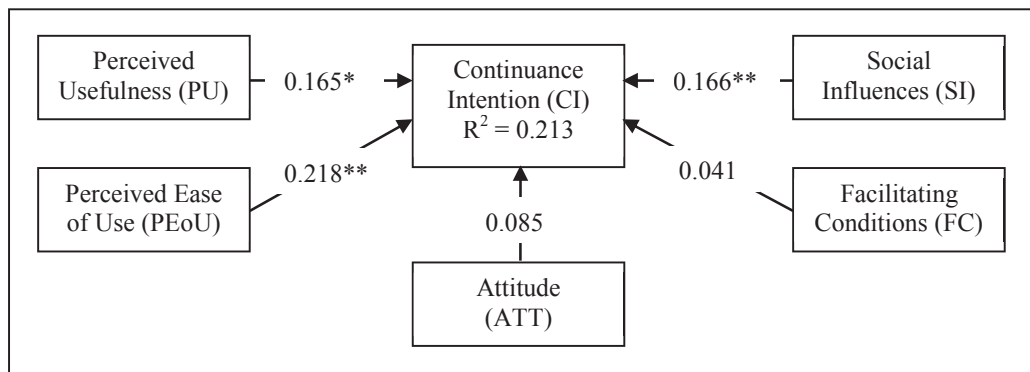 Perceived
Usefulness (PU)
0.165*
Continuance
Intention (CI)
R² = 0.213
0.166**
Social
Influences (SI)
Perceived Ease
of Use (PEoU)
0.218**
0.085
0.041
Facilitating
Conditions (FC)
Attitude
(ATT)